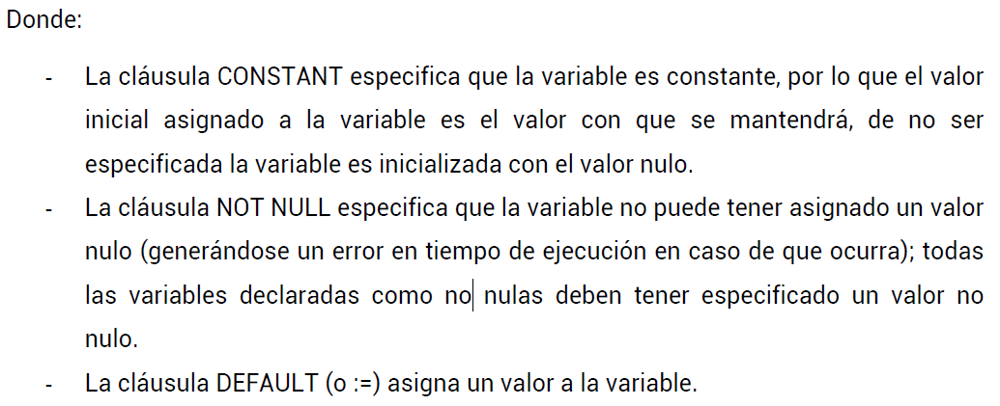 Donde:
- La cláusula CONSTANT especifica que la variable es constante, por lo que el valor
inicial asignado a la variable es el valor con que se mantendrá, de no ser
especificada la variable es inicializada con el valor nulo.
- La cláusula NOT NULL especifica que la variable no puede tener asignado un valor
nulo (generándose un error en tiempo de ejecución en caso de que ocurra); todas
las variables declaradas como no nulas deben tener especificado un valor no
nulo.
- La cláusula DEFAULT (o :=) asigna un valor a la variable.